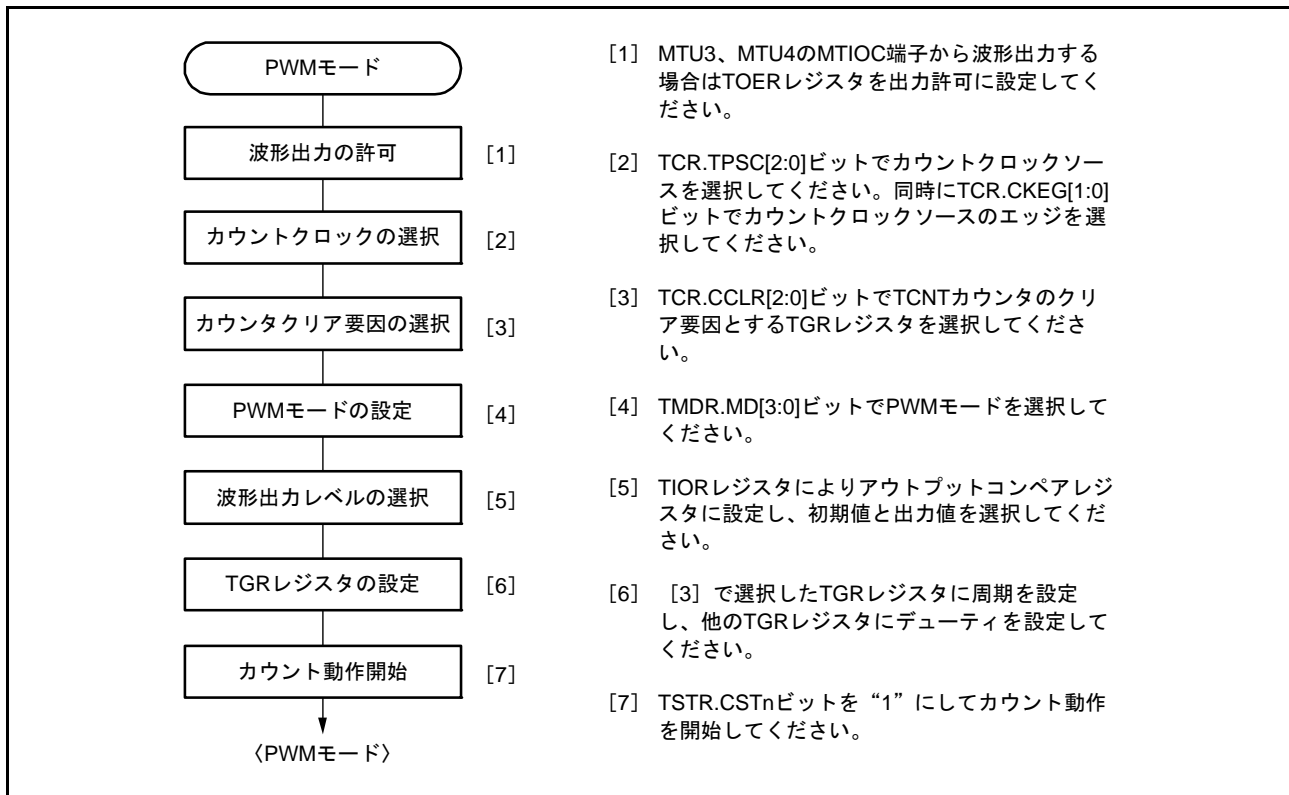 PWMモード
波形出力の許可 [1]
カウントクロックの選択 [2]
カウンタクリア要因の選択 [3]
PWMモードの設定 [4]
波形出力レベルの選択 [5]
TGRレジスタの設定 [6]
カウント動作開始 [7]
〈PWMモード〉
[1] MTU3、MTU4のMTIOC端子から波形出力する
場合はTOERレジスタを出力許可に設定してく
ださい。
[2] TCR.TPSC[2:0]ビットでカウントクロックソー
スを選択してください。同時にTCR.CKEG[1:0]
ビットでカウントクロックソースのエッジを選
択してください。
[3] TCR.CCLR[2:0]ビットでTCNTカウンタのクリ
ア要因とするTGRレジスタを選択してくださ
い。
[4] TMDR.MD[3:0]ビットでPWMモードを選択して
ください。
[5] TIORレジスタによりアウトプットコンペアレジ
スタに設定し、初期値と出力値を選択してくだ
さい。
[6] [3]で選択したTGRレジスタに周期を設定
し、他のTGRレジスタにデューティを設定して
ください。
[7] TSTR.CSTnビットを“1”にしてカウント動作
を開始してください。